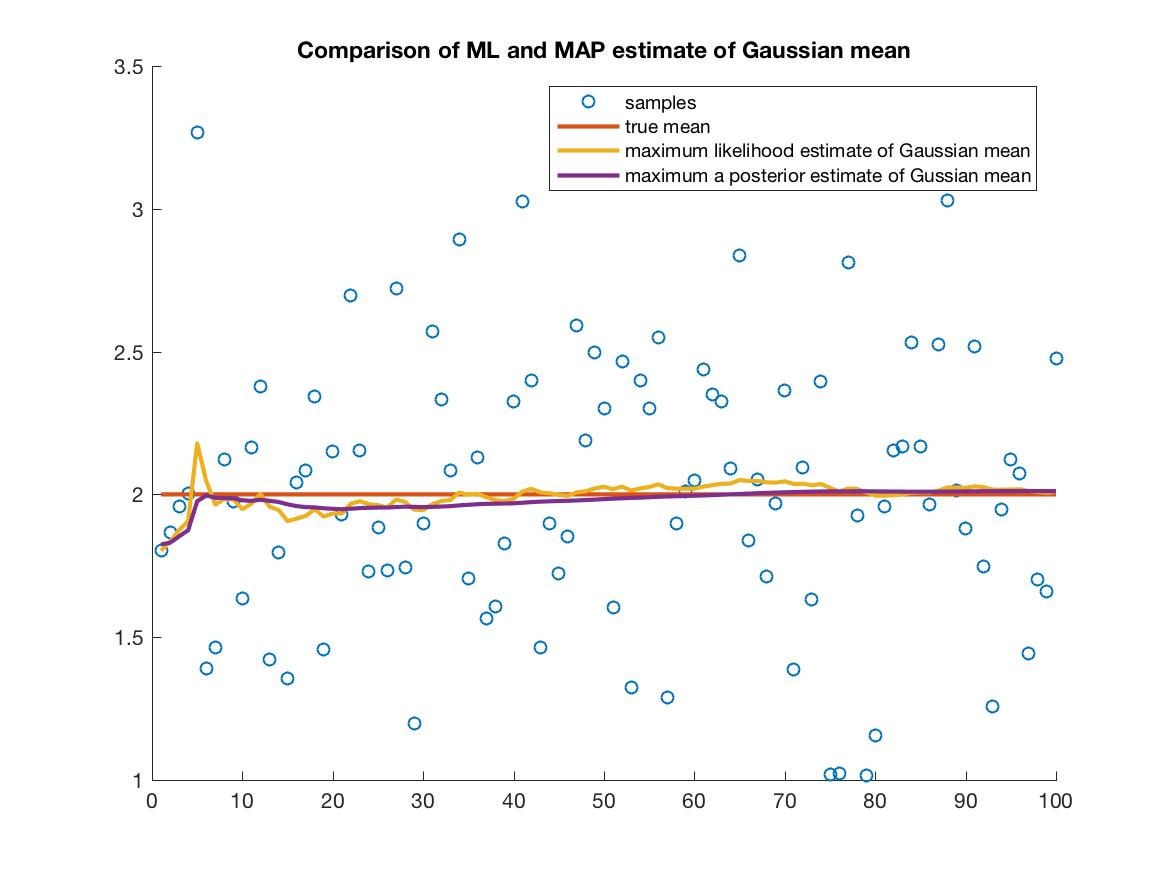 Comparison of ML and MAP estimate of Gaussian mean
3.5
samples
true mean
maximum likelihood estimate of Gaussian mean
maximum a posterior estimate of Gussian mean
3
2.5
2
1.5
1
0 10 20 30 40 50 60 70 80 90 100